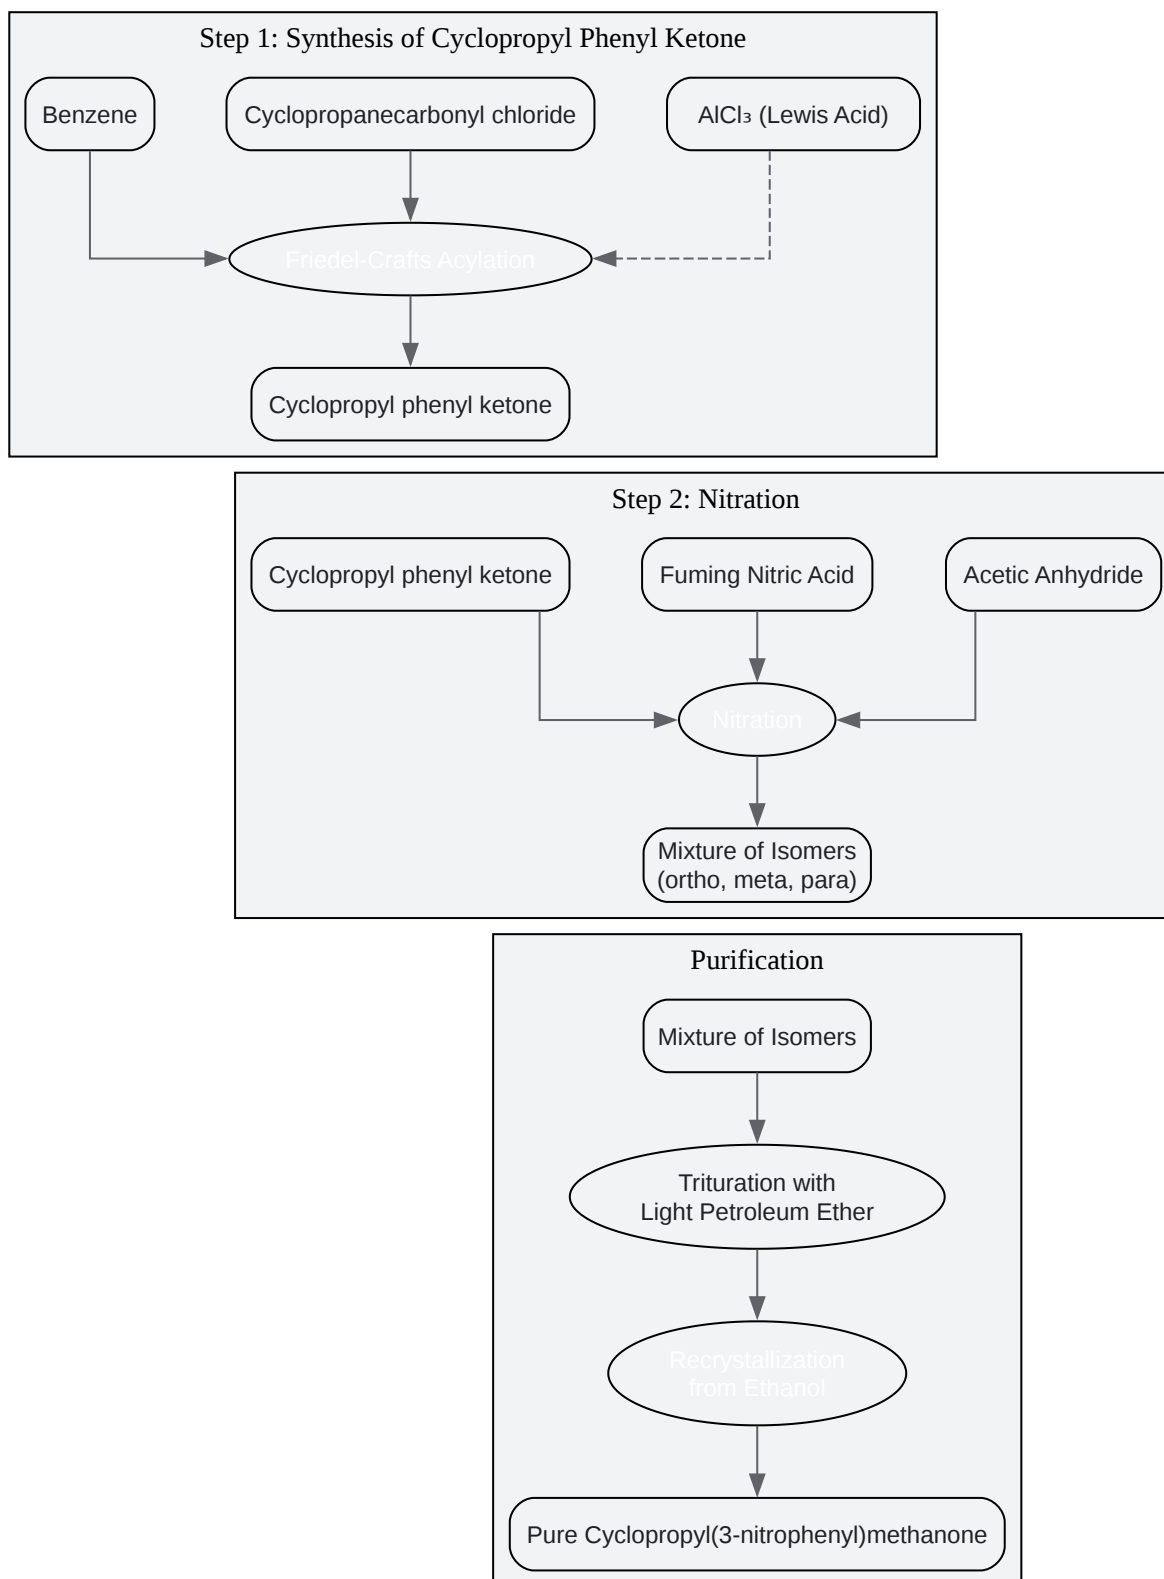 Step 1: Synthesis of Cyclopropyl Phenyl Ketone
Benzene
Cyclopropanecarbonyl chloride
AlCl₃ (Lewis Acid)
Friedel-Crafts Acylation
Cyclopropyl phenyl ketone
Step 2: Nitration
Cyclopropyl phenyl ketone
Fuming Nitric Acid
Acetic Anhydride
Nitration
Mixture of Isomers
(ortho, meta, para)
Purification
Mixture of Isomers
Trituration with
Light Petroleum Ether
Recrystallization
from Ethanol
Pure Cyclopropyl(3-nitrophenyl)methanone